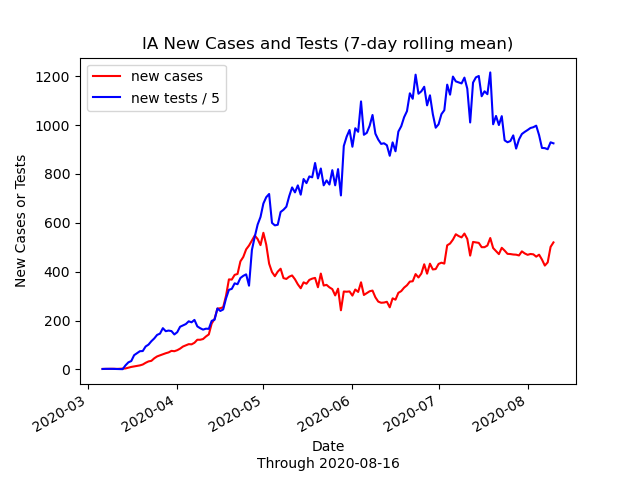 IA New Cases and Tests (7-day rolling mean)
new cases
new tests / 5
New Cases or Tests
1200
1000
800
600
400
200
0
2020-03
2020-04
2020-05
2020-06
2020-07
2020-08
Date
Through 2020-08-16